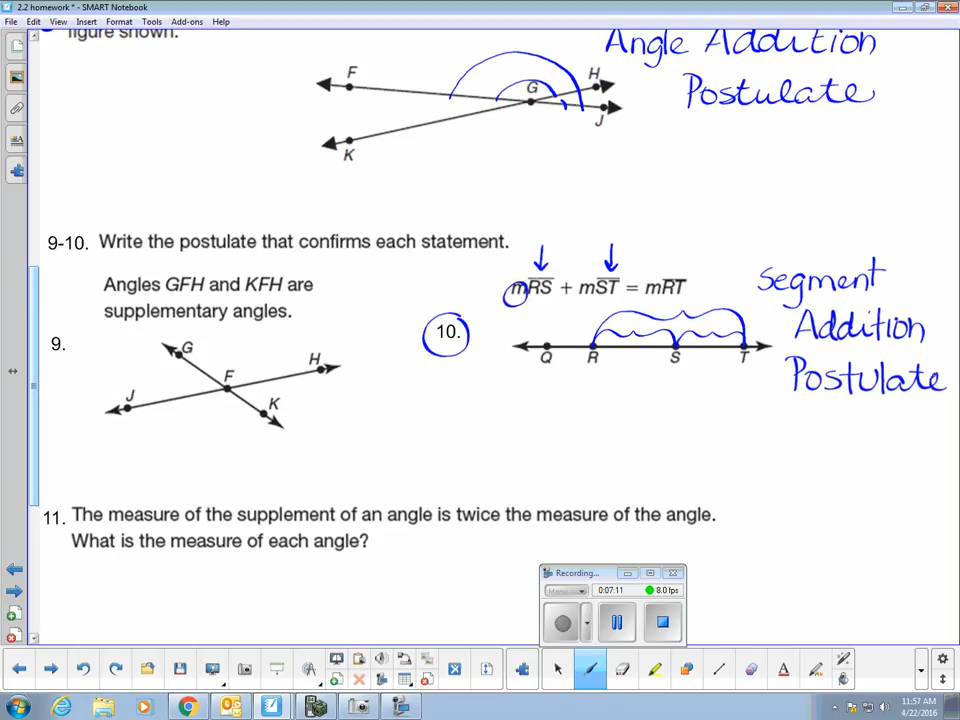 2.2 homework * - SMART Notebook
File Edit View Insert Format Tools Add-ons Help
figure shown.
Angle Addition
Postulate
F
G
H
J
K
9-10. Write the postulate that confirms each statement.
Angles GFH and KFH are
supplementary angles.
9.
G
H
F
J
K
mRS + mST = mRT
10.
Q R S T
Segment
Addition
Postulate
11. The measure of the supplement of an angle is twice the measure of the angle.
What is the measure of each angle?
Recording...
Menu
0:07:11
8.0 fps
A
11:57 AM
4/22/2016